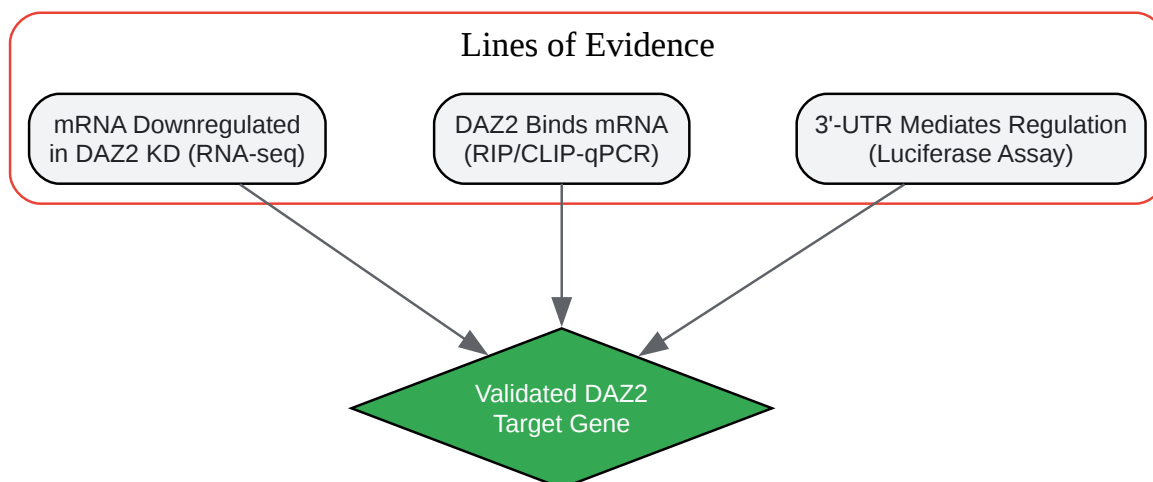 Lines of Evidence
mRNA Downregulated
in DAZ2 KD (RNA-seq)
DAZ2 Binds mRNA
(RIP/CLIP-qPCR)
3'-UTR Mediates Regulation
(Luciferase Assay)
Validated DAZ2
Target Gene